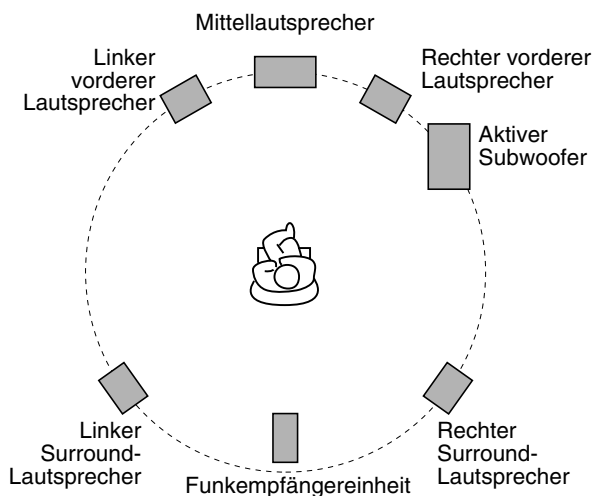 Mittellautsprecher
Linker
vorderer
Lautsprecher
Rechter vorderer
Lautsprecher
Aktiver
Subwoofer
Linker
Surround-
Lautsprecher
Funkempfängereinheit
Rechter
Surround-
Lautsprecher